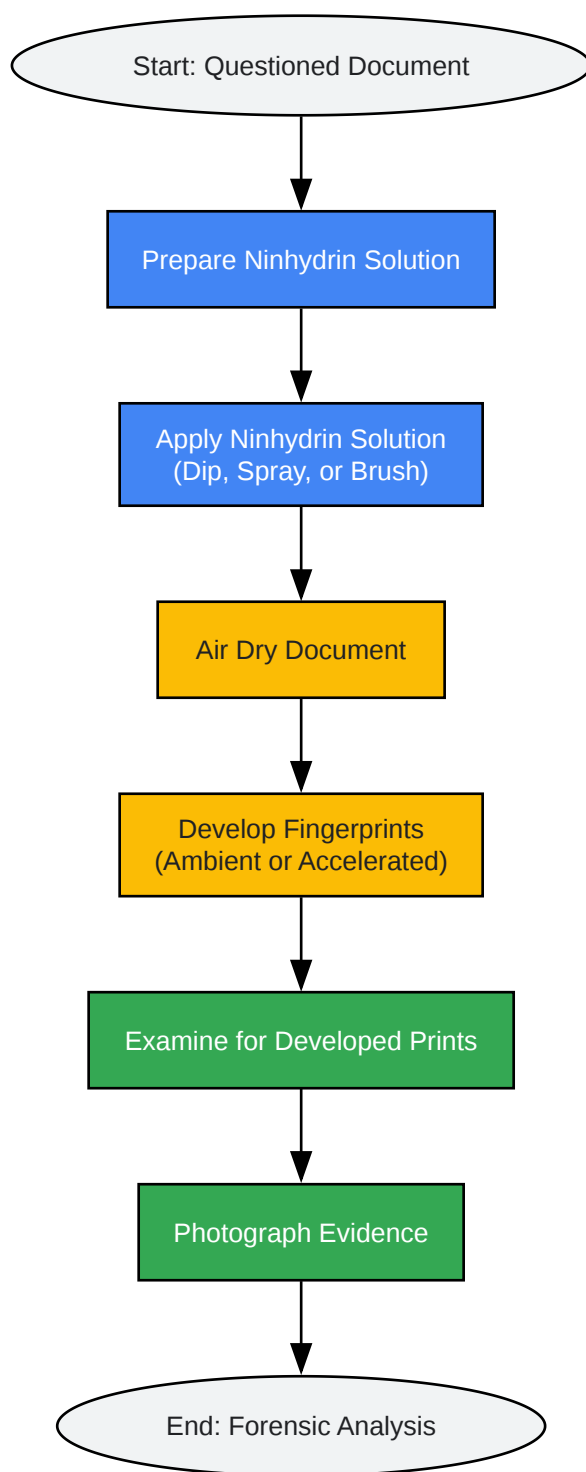 Start: Questioned Document
Prepare Ninhydrin Solution
Apply Ninhydrin Solution
(Dip, Spray, or Brush)
Air Dry Document
Develop Fingerprints
(Ambient or Accelerated)
Examine for Developed Prints
Photograph Evidence
End: Forensic Analysis